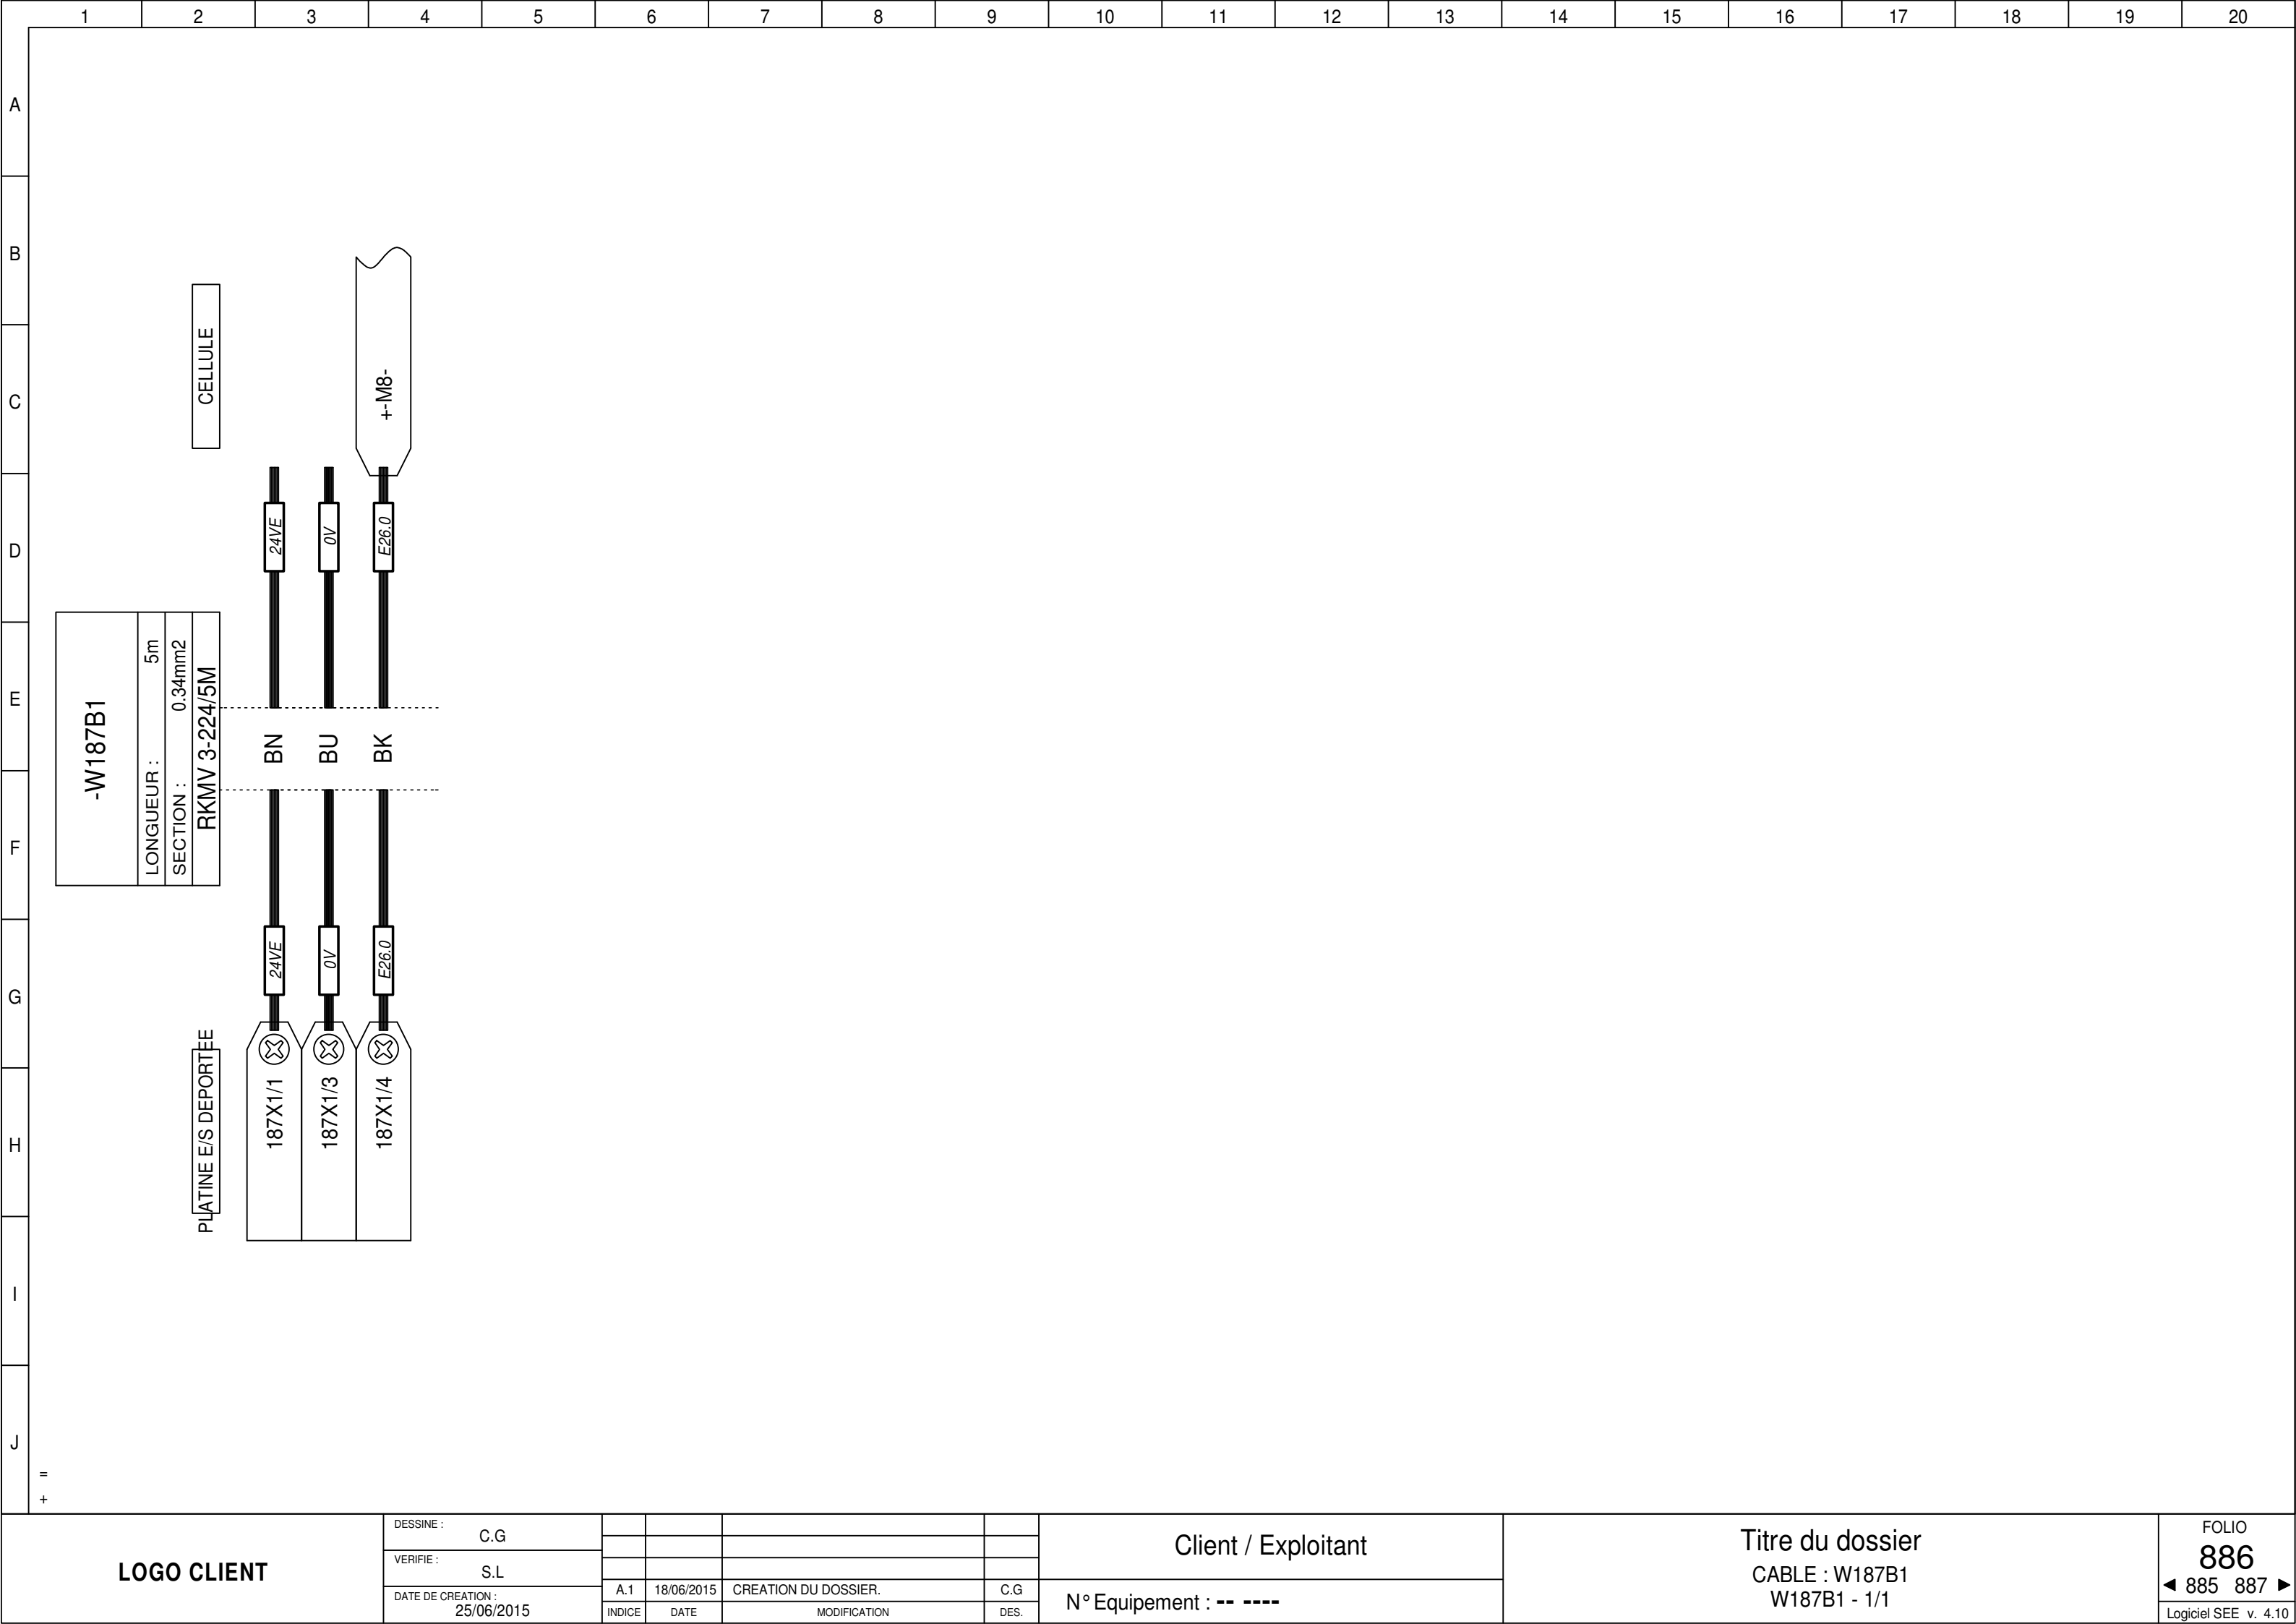 1 2 3 4 5 6 7 8 9 10 11 12 13 14 15 16 17 18 19 20
A
B
C
D
E
F
G
H
I
J
CELLULE
+-M8-
24VE
0V
E26.0
-W187B1
LONGUEUR : 5m
SECTION : 0.34mm2
RKMV 3-224/5M
BN
BU
BK
24VE
0V
E26.0
PLATINE E/S DEPORTEE
187X1/1
187X1/3
187X1/4
=
+
LOGO CLIENT
DESSINE :
C.G
VERIFIE :
S.L
DATE DE CREATION :
25/06/2015
A.1 18/06/2015 CREATION DU DOSSIER. C.G
INDICE DATE MODIFICATION DES.
Client / Exploitant
N° Equipement : -- ----
Titre du dossier
CABLE : W187B1
W187B1 - 1/1
FOLIO
886
◄ 885 887 ►
Logiciel SEE v. 4.10